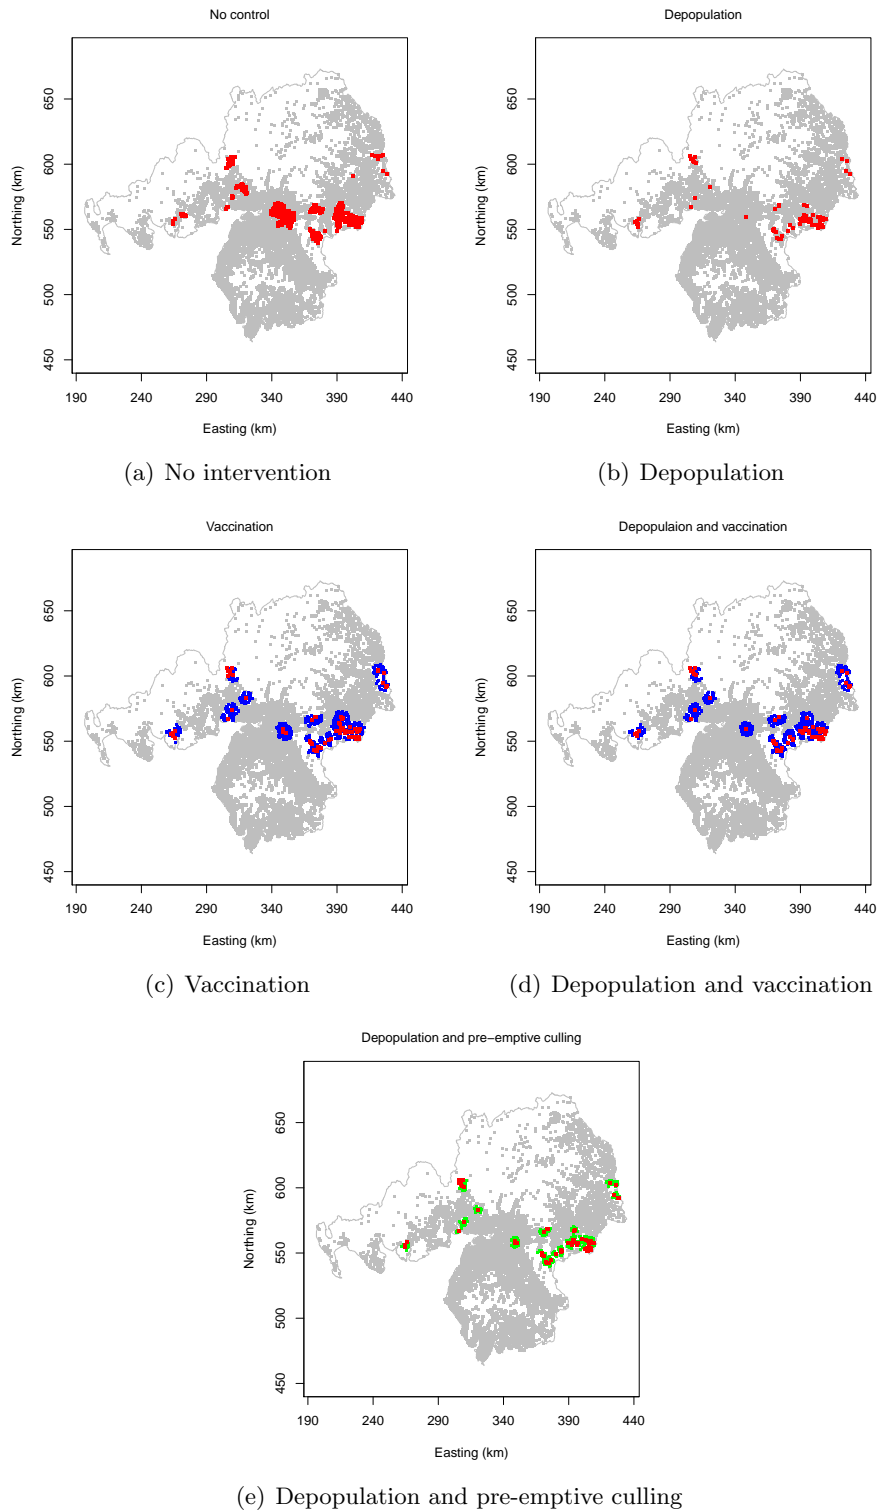 No control
Northing (km)
450 500 550 600 650
190 240 290 340 390 440
Easting (km)
(a) No intervention
Depopulation
Northing (km)
450 500 550 600 650
190 240 290 340 390 440
Easting (km)
(b) Depopulation
Vaccination
Northing (km)
450 500 550 600 650
190 240 290 340 390 440
Easting (km)
(c) Vaccination
Depopulaion and vaccination
Northing (km)
450 500 550 600 650
190 240 290 340 390 440
Easting (km)
(d) Depopulation and vaccination
Depopulation and pre−emptive culling
Northing (km)
450 500 550 600 650
190 240 290 340 390 440
Easting (km)
(e) Depopulation and pre-emptive culling